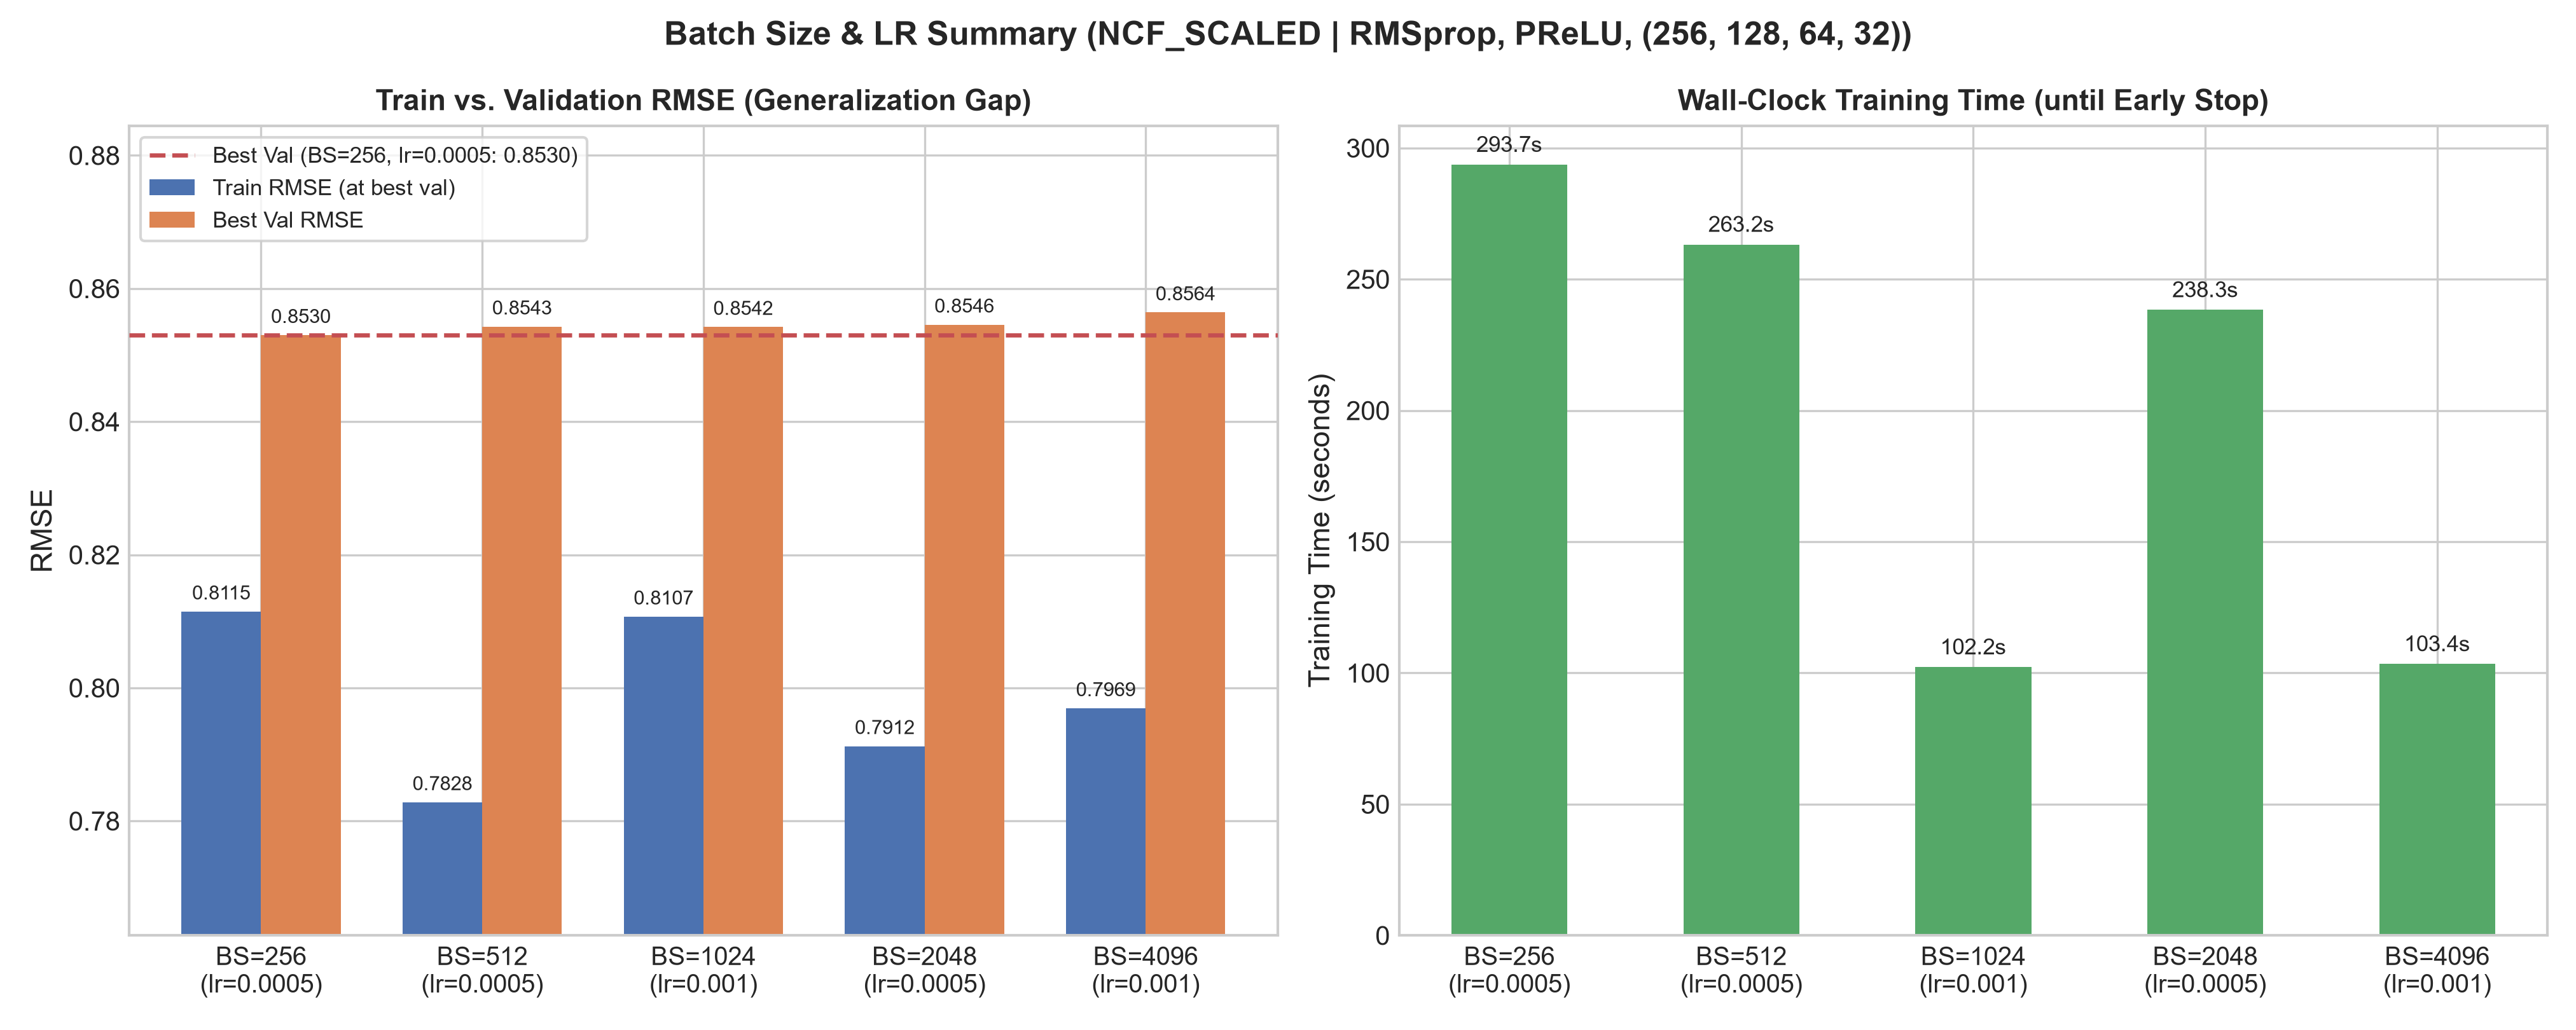 Batch Size & LR Summary (NCF_SCALED | RMSprop, PReLU, (256, 128, 64, 32))
Train vs. Validation RMSE (Generalization Gap)
Best Val (BS=256, lr=0.0005: 0.8530)
Train RMSE (at best val)
Best Val RMSE
RMSE
0.88
0.86
0.84
0.82
0.80
0.78
0.8115
0.8530
0.7828
0.8543
0.8107
0.8542
0.7912
0.8546
0.7969
0.8564
BS=256
(lr=0.0005)
BS=512
(lr=0.0005)
BS=1024
(lr=0.001)
BS=2048
(lr=0.0005)
BS=4096
(lr=0.001)
Wall-Clock Training Time (until Early Stop)
Training Time (seconds)
300
250
200
150
100
50
0
293.7s
263.2s
102.2s
238.3s
103.4s
BS=256
(lr=0.0005)
BS=512
(lr=0.0005)
BS=1024
(lr=0.001)
BS=2048
(lr=0.0005)
BS=4096
(lr=0.001)